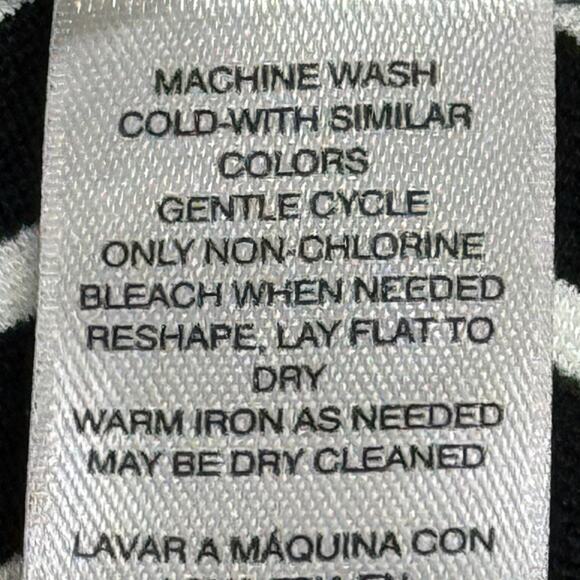 MACHINE WASH
COLD-WITH SIMILAR
COLORS
GENTLE CYCLE
ONLY NON-CHLORINE
BLEACH WHEN NEEDED
RESHAPE, LAY FLAT TO
DRY
WARM IRON AS NEEDED
MAY BE DRY CLEANED
LAVAR A MÁQUINA CON